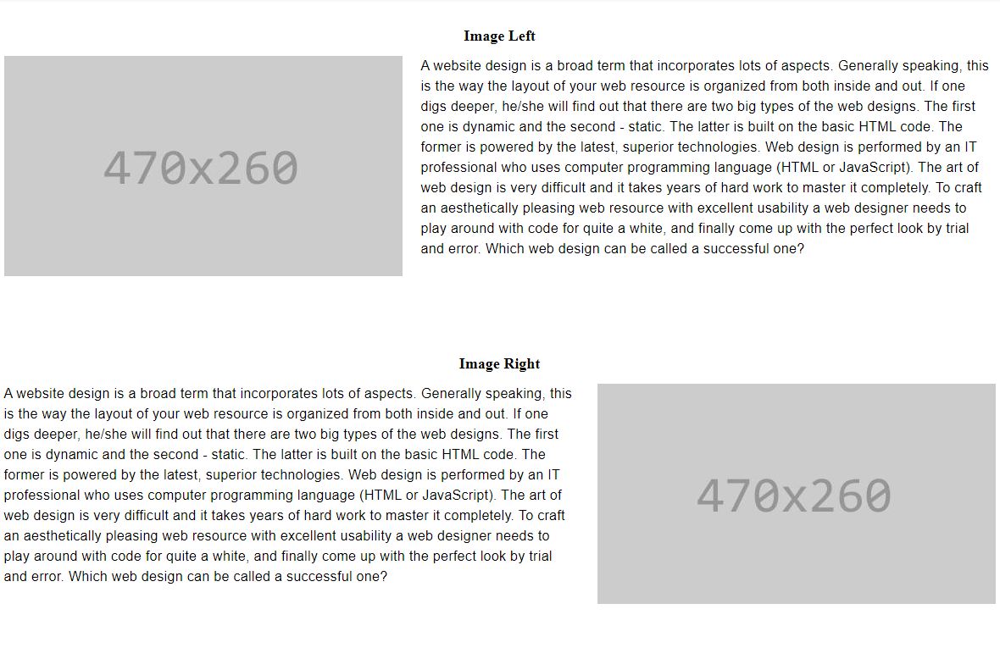 Image Left
470x260
A website design is a broad term that incorporates lots of aspects. Generally speaking, this
is the way the layout of your web resource is organized from both inside and out. If one
digs deeper, he/she will find out that there are two big types of the web designs. The first
one is dynamic and the second - static. The latter is built on the basic HTML code. The
former is powered by the latest, superior technologies. Web design is performed by an IT
professional who uses computer programming language (HTML or JavaScript). The art of
web design is very difficult and it takes years of hard work to master it completely. To craft
an aesthetically pleasing web resource with excellent usability a web designer needs to
play around with code for quite a white, and finally come up with the perfect look by trial
and error. Which web design can be called a successful one?
Image Right
A website design is a broad term that incorporates lots of aspects. Generally speaking, this
is the way the layout of your web resource is organized from both inside and out. If one
digs deeper, he/she will find out that there are two big types of the web designs. The first
one is dynamic and the second - static. The latter is built on the basic HTML code. The
former is powered by the latest, superior technologies. Web design is performed by an IT
professional who uses computer programming language (HTML or JavaScript). The art of
web design is very difficult and it takes years of hard work to master it completely. To craft
an aesthetically pleasing web resource with excellent usability a web designer needs to
play around with code for quite a white, and finally come up with the perfect look by trial
and error. Which web design can be called a successful one?
470x260